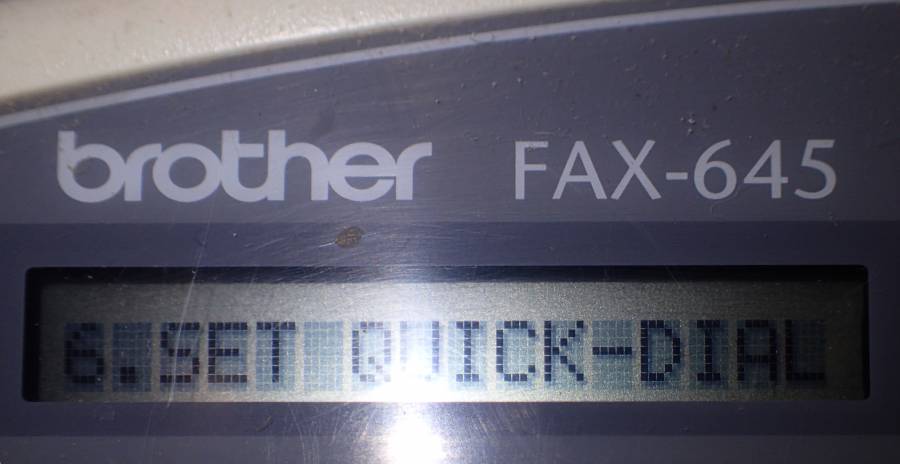 brother FAX-645
6.SET QUICK-DIAL